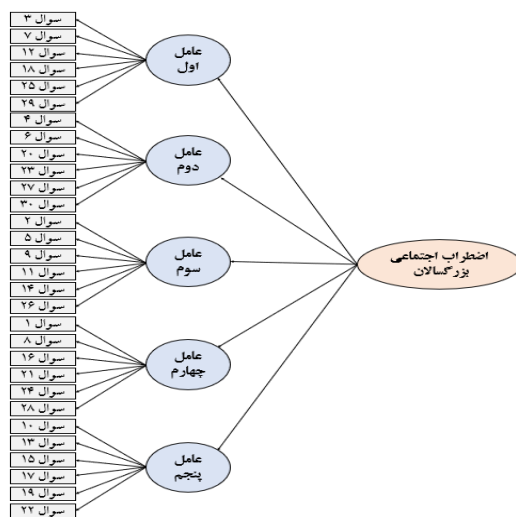 سوال ۳
سوال ۷
سوال ۱۲
سوال ۱۸
سوال ۲۵
سوال ۲۹
سوال ۴
سوال ۶
سوال ۲۰
سوال ۲۳
سوال ۲۷
سوال ۳۰
سوال ۲
سوال ۵
سوال ۹
سوال ۱۱
سوال ۱۴
سوال ۲۶
سوال ۱
سوال ۸
سوال ۱۶
سوال ۲۱
سوال ۲۴
سوال ۲۸
سوال ۱۰
سوال ۱۳
سوال ۱۵
سوال ۱۷
سوال ۱۹
سوال ۲۲
عامل
اول
عامل
دوم
عامل
سوم
عامل
چهارم
عامل
پنجم
اضطراب اجتماعی
بزرگسالان